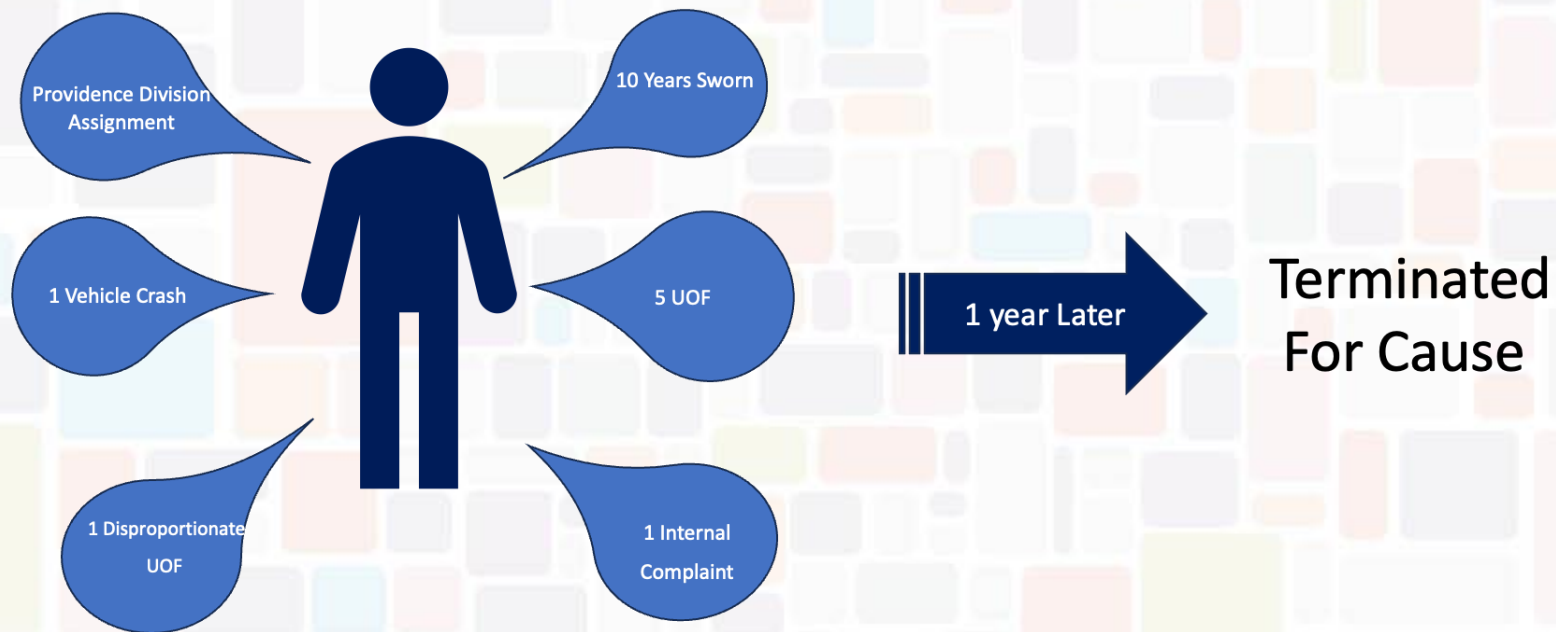 Providence Division
Assignment
10 Years Sworn
1 Vehicle Crash
5 UOF
1 Disproportionate
UOF
1 Internal
Complaint
1 year Later
Terminated
For Cause